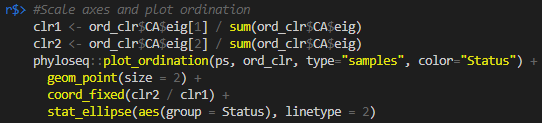 r$> #Scale axes and plot ordination
clr1 <- ord_clr$CA$eig[1] / sum(ord_clr$CA$eig)
clr2 <- ord_clr$CA$eig[2] / sum(ord_clr$CA$eig)
phyloseq::plot_ordination(ps, ord_clr, type="samples", color="Status") +
geom_point(size = 2) +
coord_fixed(clr2 / clr1) +
stat_ellipse(aes(group = Status), linetype = 2)